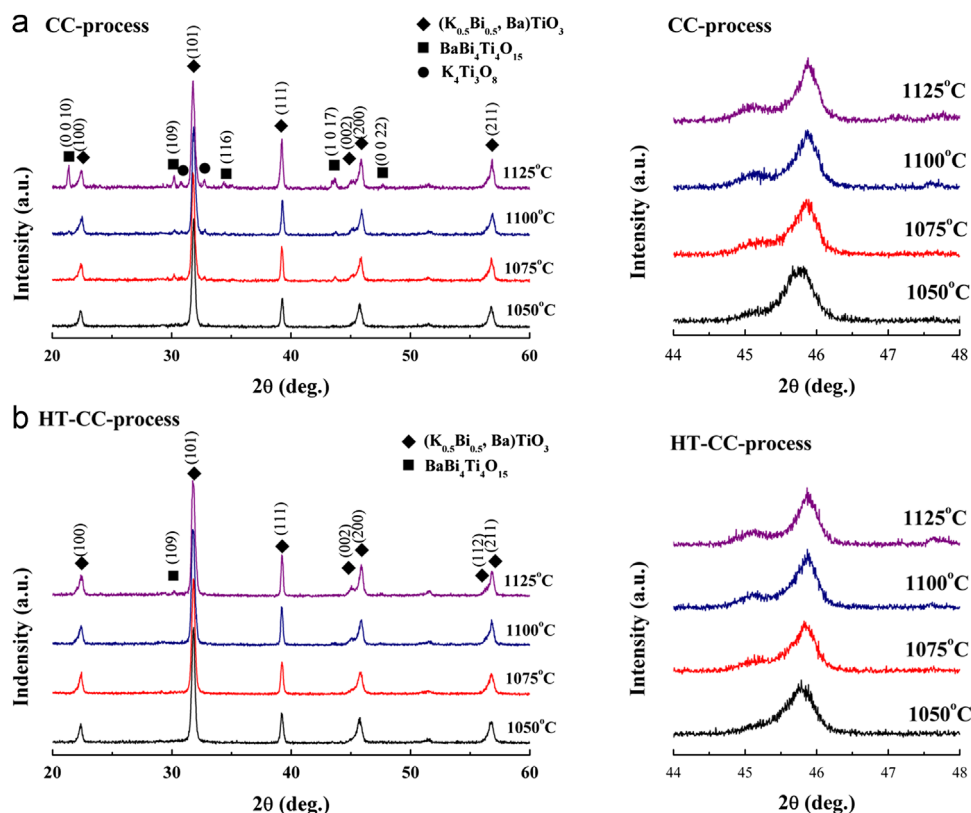 a
CC-process
◆ (K0.5Bi0.5, Ba)TiO3
■ BaBi4Ti4O15
● K4Ti3O8
(0 0 10)
(100)
(109)
(101)
(116)
(111)
(1 0 17)
(002)
(200)
(0 0 22)
(211)
1125°C
1100°C
1075°C
1050°C
Intensity (a.u.)
20 30 40 50 60
2θ (deg.)
CC-process
1125°C
1100°C
1075°C
1050°C
Intensity (a.u.)
44 45 46 47 48
2θ (deg.)
b
HT-CC-process
◆ (K0.5Bi0.5, Ba)TiO3
■ BaBi4Ti4O15
(100)
(109)
(101)
(111)
(002)
(200)
(112)
(211)
1125°C
1100°C
1075°C
1050°C
Indensity (a.u.)
20 30 40 50 60
2θ (deg.)
HT-CC-process
1125°C
1100°C
1075°C
1050°C
Intensity (a.u.)
44 45 46 47 48
2θ (deg.)